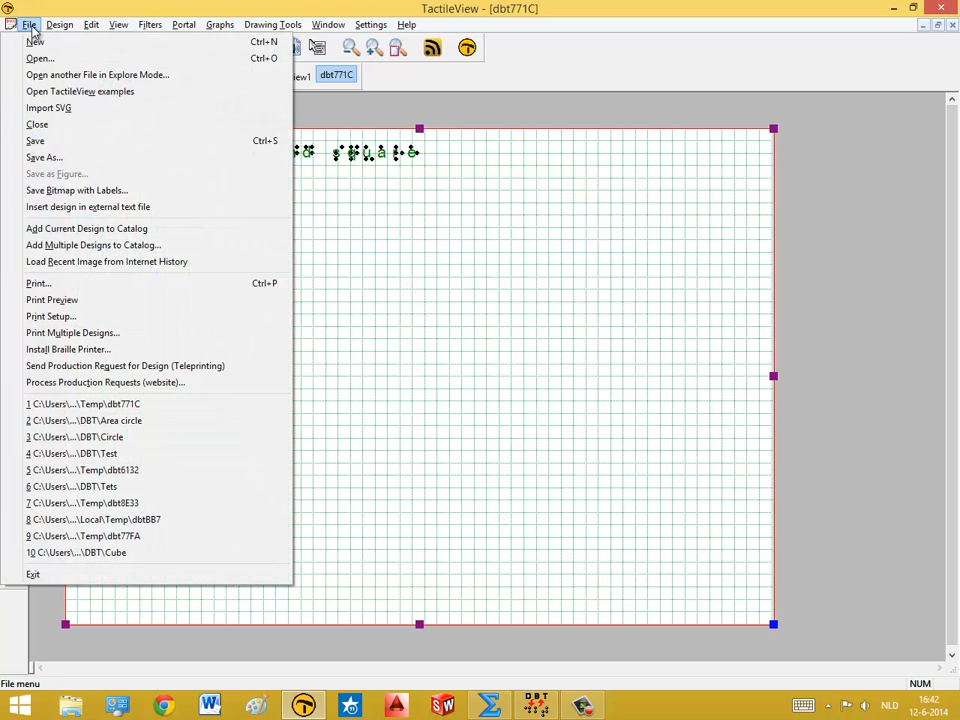 TactileView - [dbt771C]
File Design Edit View Filters Portal Graphs Drawing Tools Window Settings Help
New Ctrl+N
Open... Ctrl+O
Open another File in Explore Mode...
iew1 dbt771C
Open TactileView examples
Import SVG
Close
Save Ctrl+S
Save As...
Save as Figure...
Save Bitmap with Labels...
Insert design in external text file
Add Current Design to Catalog
Add Multiple Designs to Catalog...
Load Recent Image from Internet History
Print... Ctrl+P
Print Preview
Print Setup...
Print Multiple Designs...
Install Braille Printer...
Send Production Request for Design (Teleprinting)
Process Production Requests (website)...
1 C:\Users\...\Temp\dbt771C
2 C:\Users\...\DBT\Area circle
3 C:\Users\...\DBT\Circle
4 C:\Users\...\DBT\Test
5 C:\Users\...\Temp\dbt6132
6 C:\Users\...\DBT\Tets
7 C:\Users\...\Temp\dbt8E33
8 C:\Users\...\Local\Temp\dbtBB7
9 C:\Users\...\Temp\dbt77FA
10 C:\Users\...\DBT\Cube
Exit
d square
File menu
NUM
DBT
NLD
16:42
12-6-2014